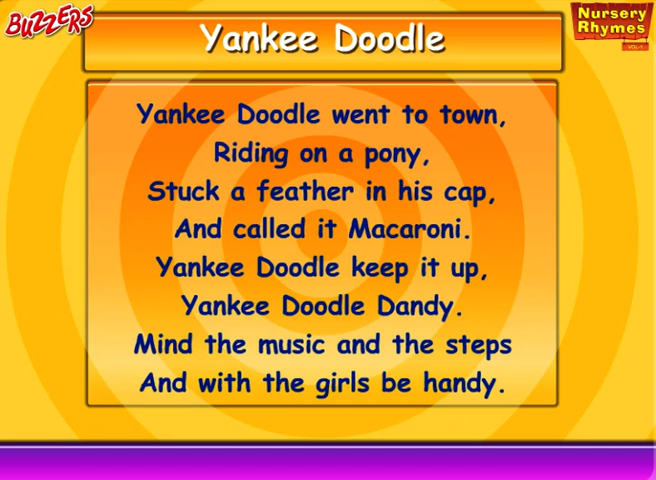 BUZZERS
Yankee Doodle
Nursery
Rhymes
VOL-1
Yankee Doodle went to town,
Riding on a pony,
Stuck a feather in his cap,
And called it Macaroni.
Yankee Doodle keep it up,
Yankee Doodle Dandy.
Mind the music and the steps
And with the girls be handy.